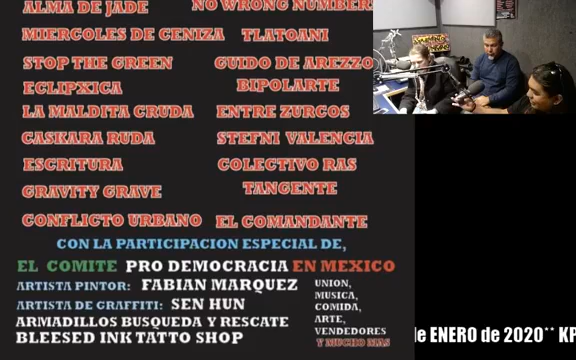 ALMA DE JADE
NO WRONG NUMBERS
MIERCOLES DE CENIZA
TLATOANI
STOP THE GREEN
GUIDO DE AREZZO
ECLIPXICA
BIPOLARTE
LA MALDITA CRUDA
ENTRE ZURCOS
CASKARA RUDA
STEFNI VALENCIA
ESCRITURA
COLECTIVO RAS
GRAVITY GRAVE
TANGENTE
CONFLICTO URBANO
EL COMANDANTE
CON LA PARTICIPACION ESPECIAL DE,
EL COMITE PRO DEMOCRACIA EN MEXICO
ARTISTA PINTOR: FABIAN MARQUEZ
ARTISTA DE GRAFFITI: SEN HUN
ARMADILLOS BUSQUEDA Y RESCATE
BLEESED INK TATTO SHOP
UNION,
MUSICA,
COMIDA,
ARTE,
VENDEDORES
Y MUCHO MAS
de ENERO de 2020** KP